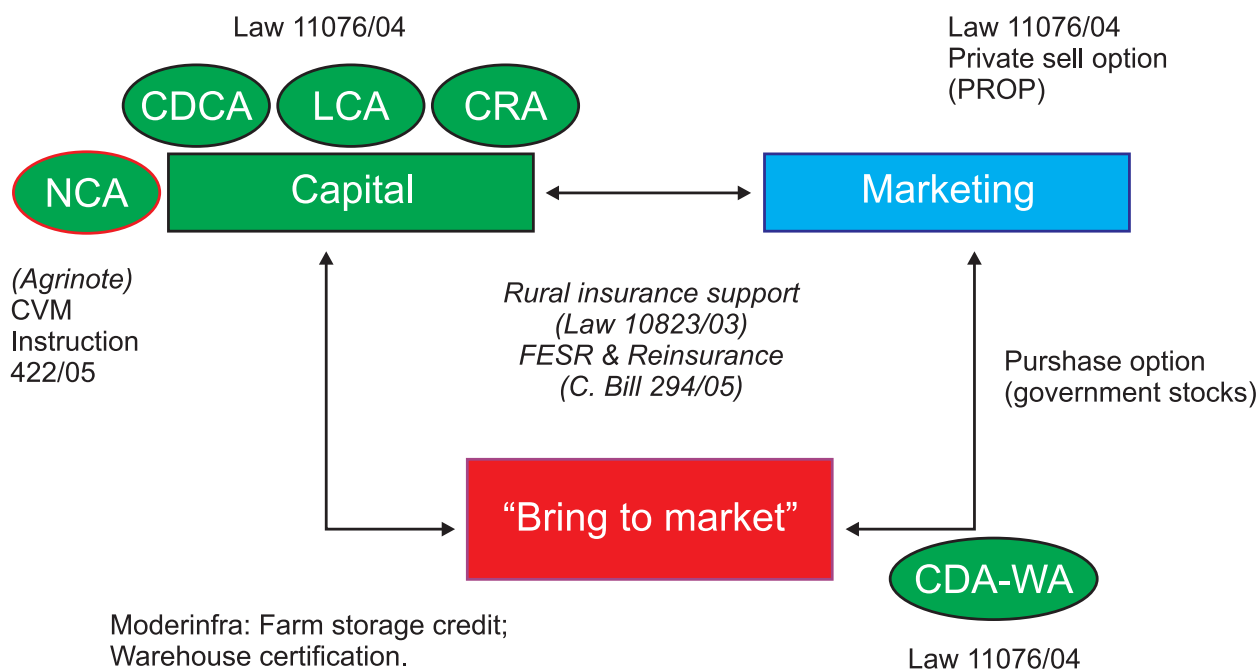 Law 11076/04
CDCA
LCA
CRA
NCA
Capital
(Agrinote)
CVM
Instruction
422/05
Law 11076/04
Private sell option
(PROP)
Marketing
Rural insurance support
(Law 10823/03)
FESR & Reinsurance
(C. Bill 294/05)
Purshase option
(government stocks)
“Bring to market”
CDA-WA
Law 11076/04
Moderinfra: Farm storage credit;
Warehouse certification.